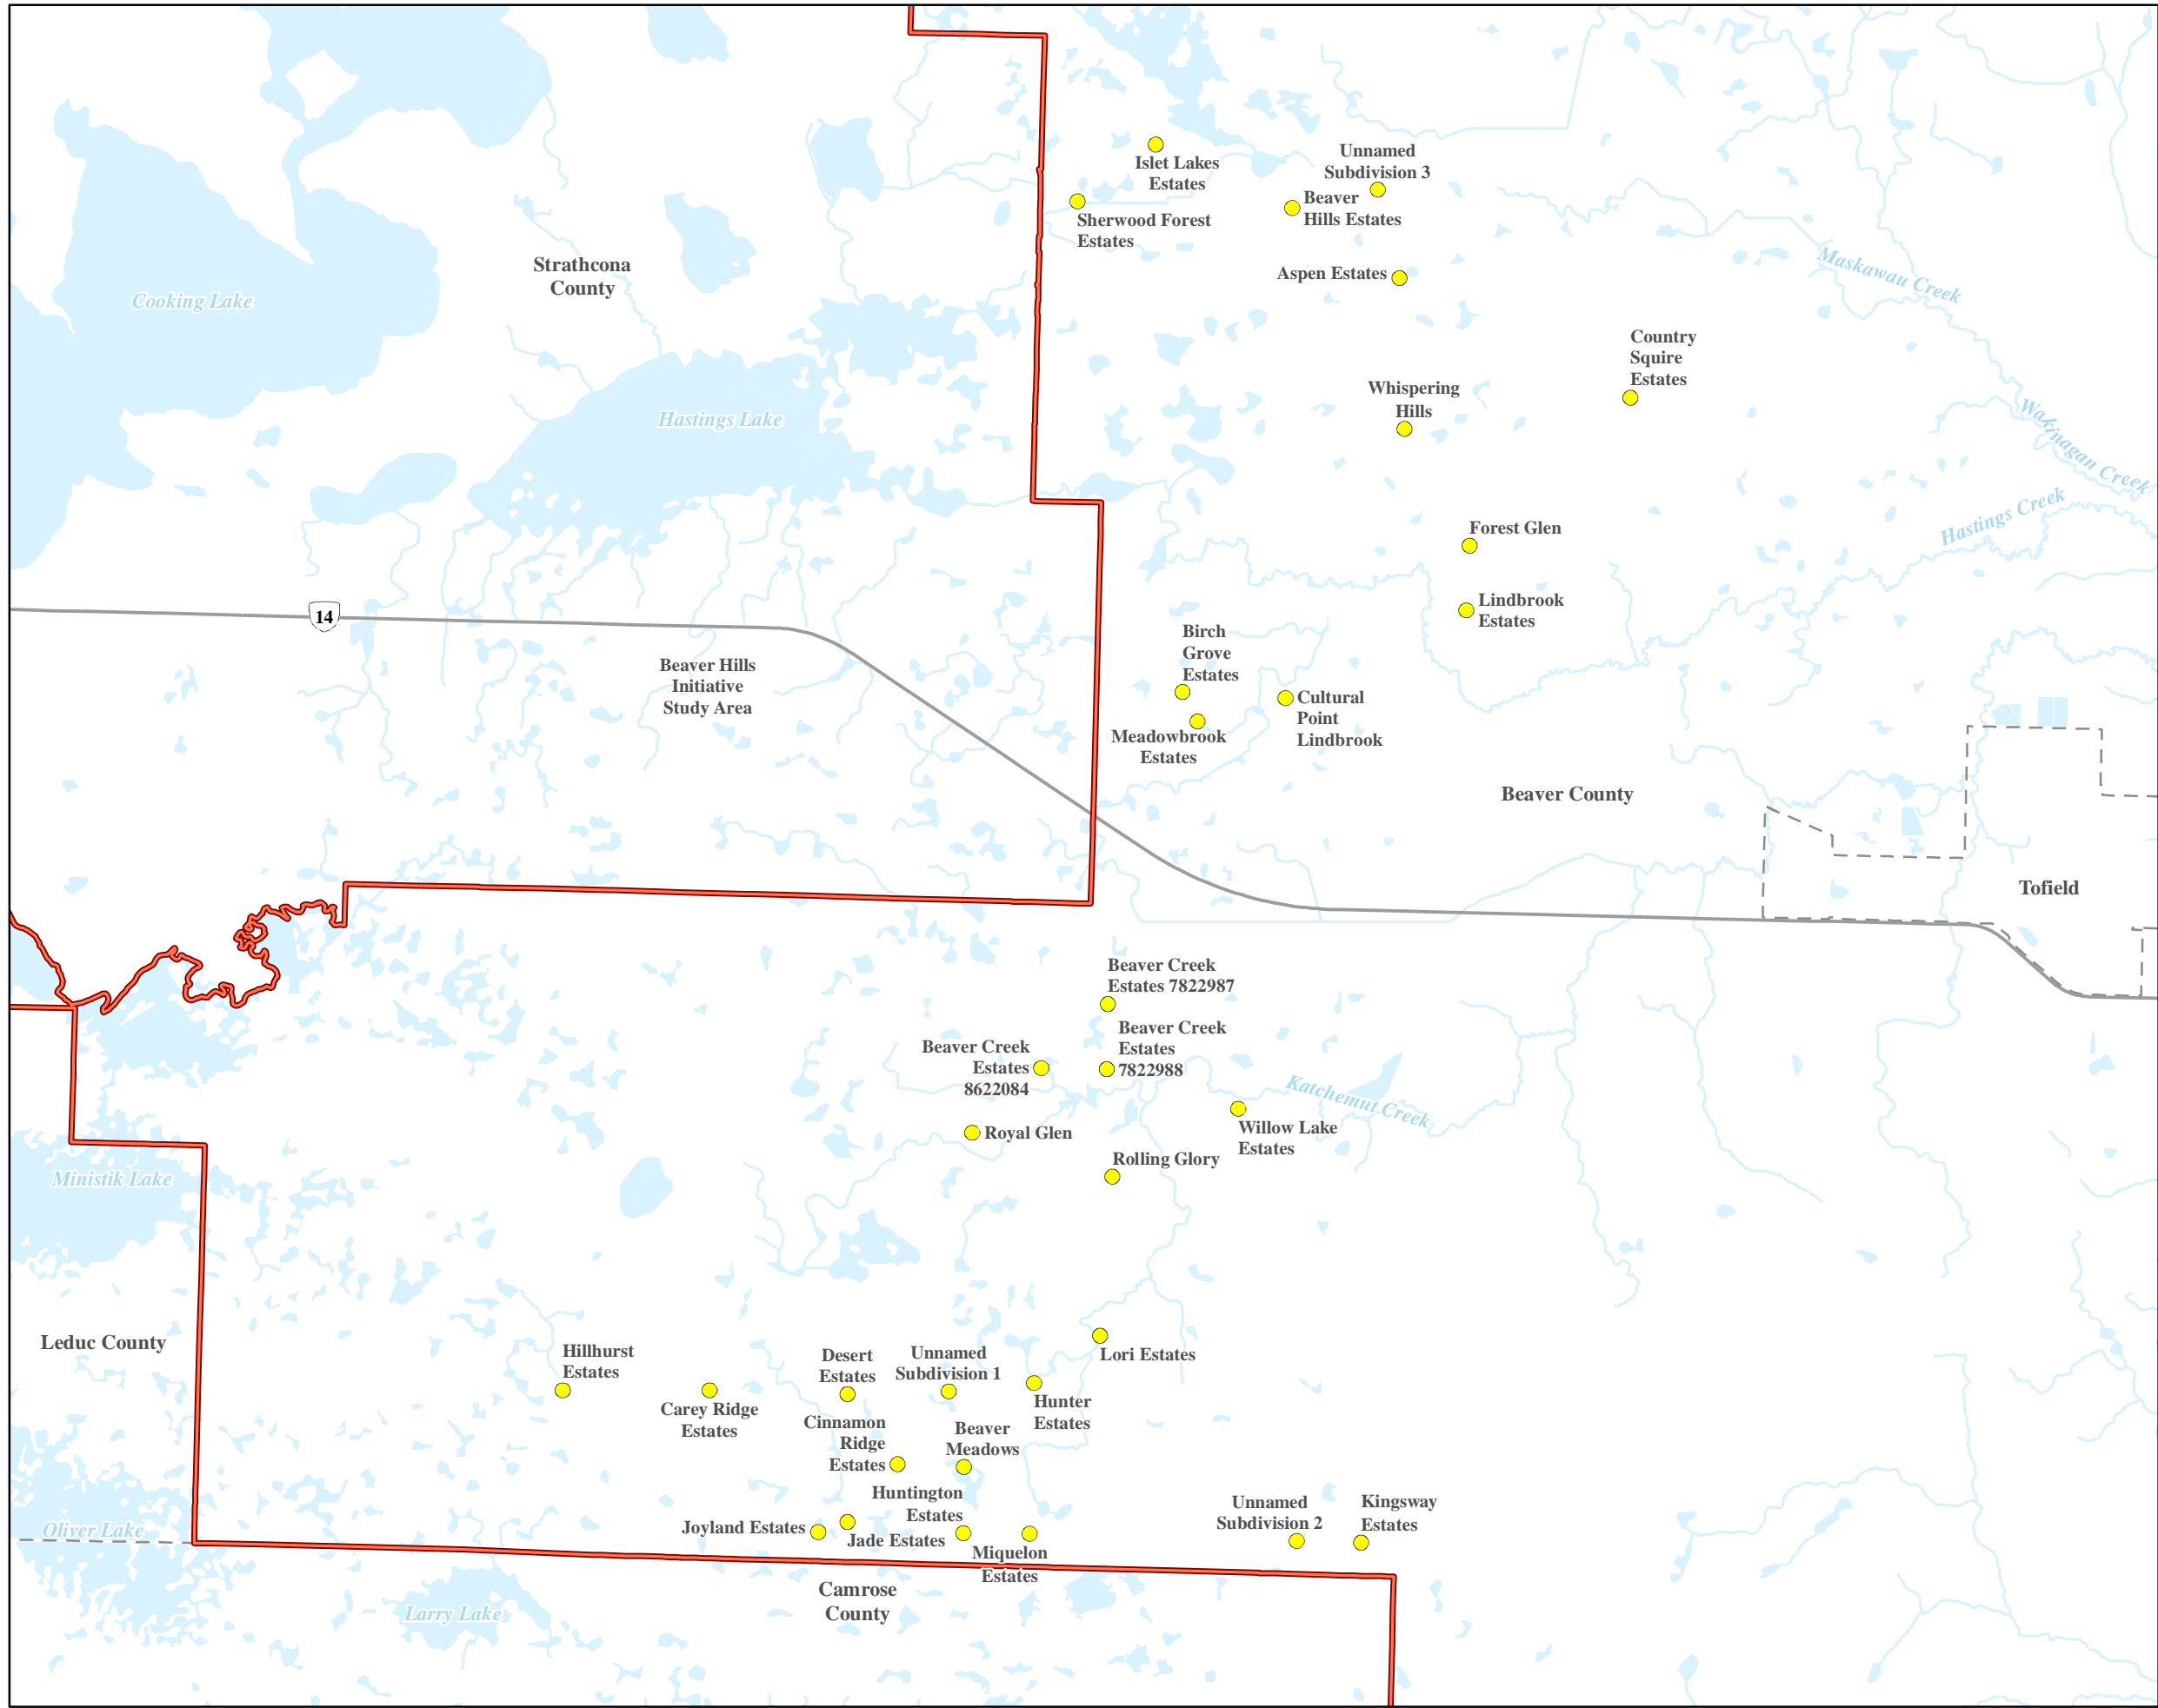 Islet Lakes
Estates
Unnamed
Subdivision 3
Beaver
Hills Estates
Sherwood Forest
Estates
Strathcona
County
Cooking Lake
Aspen Estates
Maskawau Creek
Country
Squire
Estates
Whispering
Hills
Hastings Lake
Wakinagan Creek
Hastings Creek
Forest Glen
Lindbrook
Estates
14
Birch
Grove
Estates
Beaver Hills
Initiative
Study Area
Cultural
Point
Lindbrook
Meadowbrook
Estates
Beaver County
Tofield
Beaver Creek
Estates 7822987
Beaver Creek
Estates
7822988
Beaver Creek
Estates
8622084
Katchemut Creek
Willow Lake
Estates
Royal Glen
Rolling Glory
Ministik Lake
Leduc County
Hillhurst
Estates
Desert
Estates
Unnamed
Subdivision 1
Lori Estates
Carey Ridge
Estates
Hunter
Estates
Cinnamon
Ridge
Estates
Beaver
Meadows
Huntington
Estates
Unnamed
Subdivision 2
Kingsway
Estates
Oliver Lake
Joyland Estates
Jade Estates
Miquelon
Estates
Camrose
County
Larry Lake